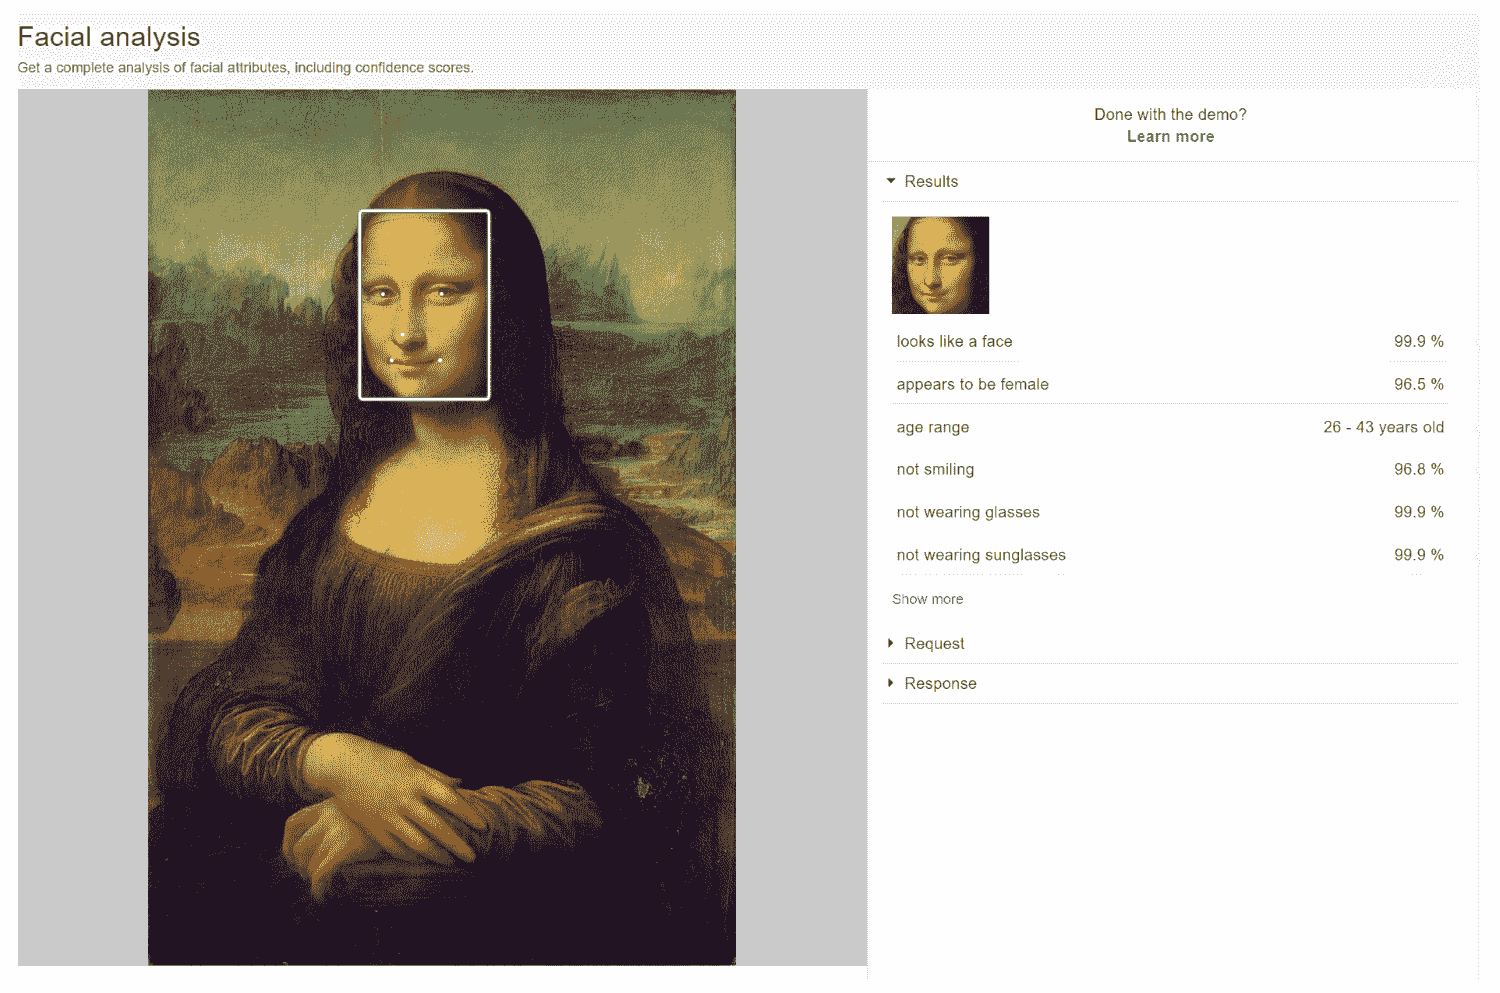 Facial analysis
Get a complete analysis of facial attributes, including confidence scores.
Done with the demo?
Learn more
Results
looks like a face 99.9 %
appears to be female 96.5 %
age range 26 - 43 years old
not smiling 96.8 %
not wearing glasses 99.9 %
not wearing sunglasses 99.9 %
Show more
Request
Response